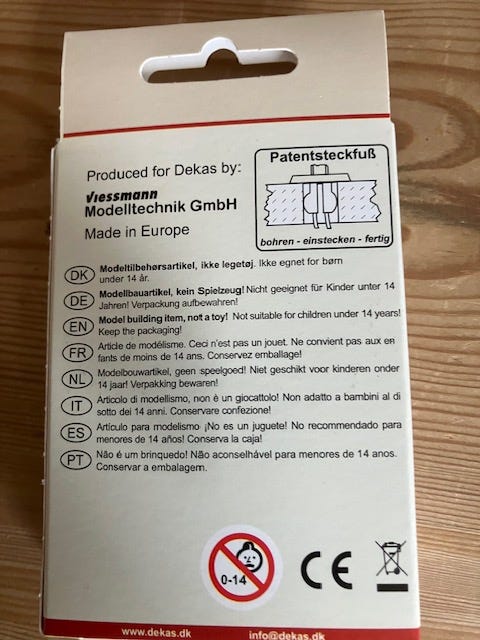 Produced for Dekas by:
Viessmann
Modelltechnik GmbH
Made in Europe
Patentsteckfuß
bohren - einstecken - fertig
DK Modeltilbehørsartikel, ikke legetøj. Ikke egnet for børn
under 14 år.
DE Modellbauartikel, kein Spielzeug! Nicht geeignet für Kinder unter 14
Jahren! Verpackung aufbewahren!
EN Model building item, not a toy! Not suitable for children under 14 years!
Keep the packaging!
FR Article de modélisme. Ceci n'est pas un jouet. Ne convient pas aux en-
fants de moins de 14 ans. Conservez emballage!
NL Modelbouwartikel, geen speelgoed! Niet geschikt voor kinderen onder
14 jaar! Verpakking bewaren!
IT Articolo di modellismo, non è un giocattolo! Non adatto a bambini al di
sotto dei 14 anni. Conservare confezione!
ES Artículo para modelismo ¡No es un juguete! No recomendado para
menores de 14 años! Conserva la caja!
PT Não é um brinquedo! Não aconselhável para menores de 14 anos.
Conservar a embalagem.
0-14
CE
www.dekas.dk info@dekas.dk